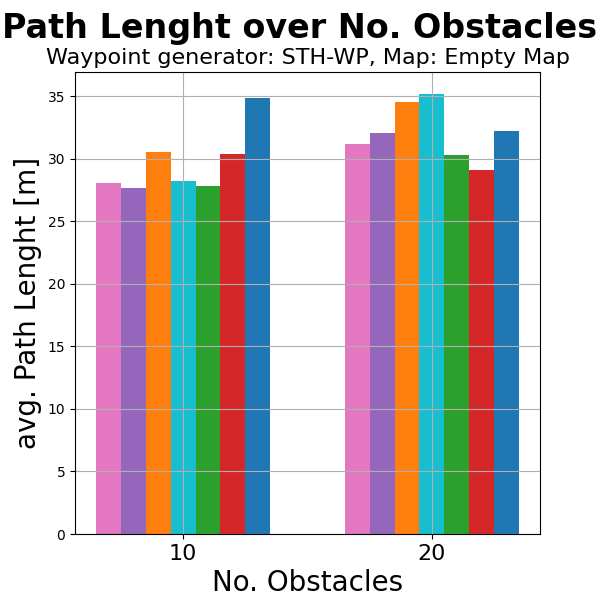 Path Lenght over No. Obstacles
Waypoint generator: STH-WP, Map: Empty Map
avg. Path Lenght [m]
35
30
25
20
15
10
5
0
10 20
No. Obstacles